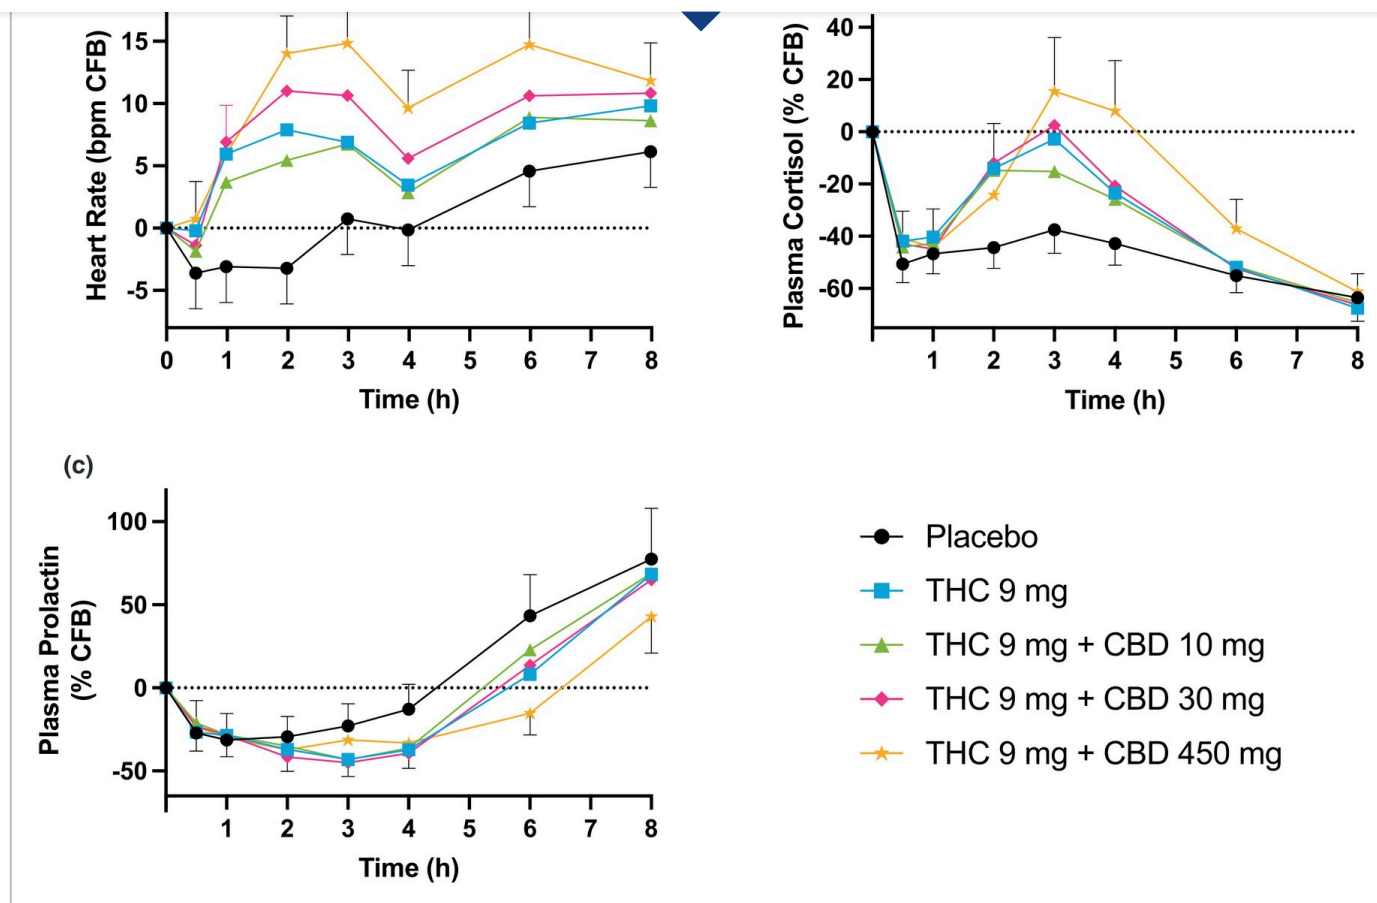 Heart Rate (bpm CFB)
15
10
5
0
-5
0 1 2 3 4 5 6 7 8
Time (h)
Plasma Cortisol (% CFB)
40
20
0
-20
-40
-60
1 2 3 4 5 6 7 8
Time (h)
(c)
Plasma Prolactin
(% CFB)
100
50
0
-50
1 2 3 4 5 6 7 8
Time (h)
Placebo
THC 9 mg
THC 9 mg + CBD 10 mg
THC 9 mg + CBD 30 mg
THC 9 mg + CBD 450 mg